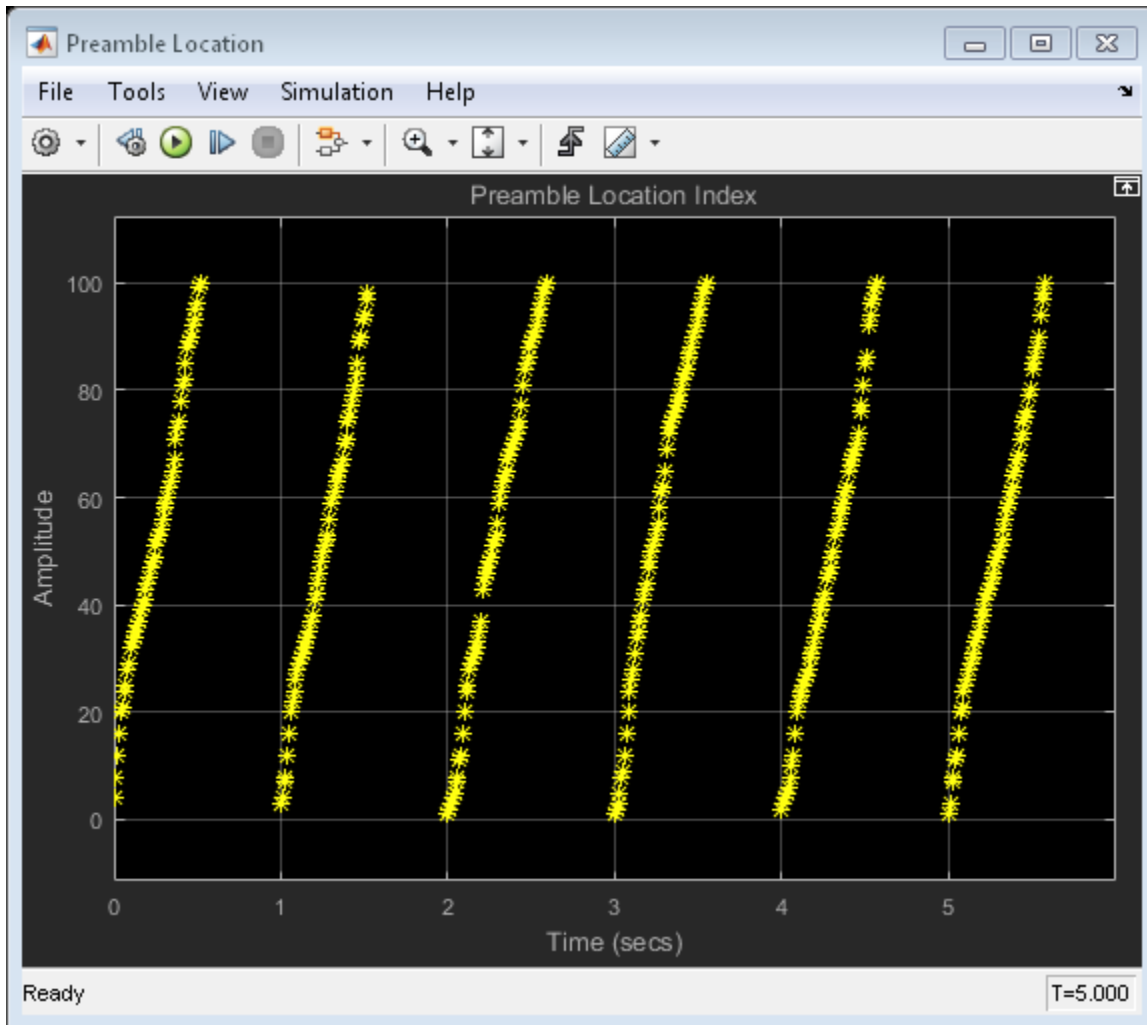 Preamble Location
File Tools View Simulation Help
Preamble Location Index
100
80
60
40
20
0
Amplitude
0 1 2 3 4 5
Time (secs)
Ready T=5.000